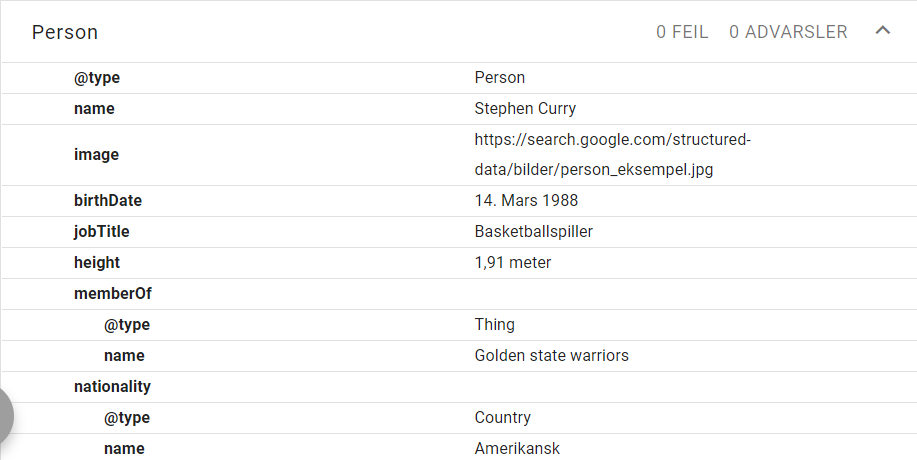 Person 0 FEIL 0 ADVARSLER
@type Person
name Stephen Curry
image https://search.google.com/structured-
data/bilder/person_eksempel.jpg
birthDate 14. Mars 1988
jobTitle Basketballspiller
height 1,91 meter
memberOf
@type Thing
name Golden state warriors
nationality
@type Country
name Amerikansk